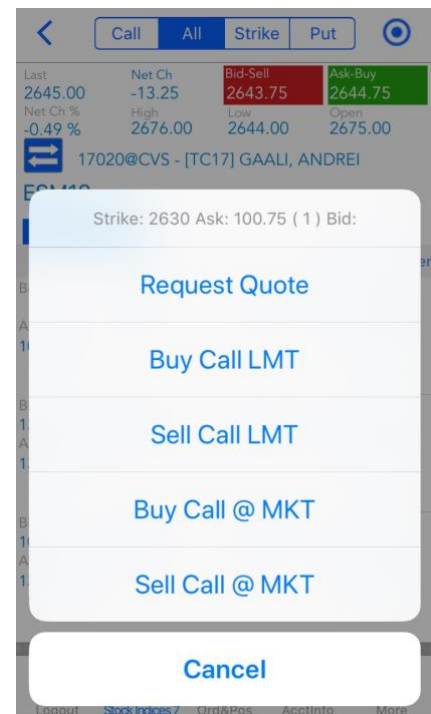 Call All Strike Put
Last Net Ch Bid-Sell Ask-Buy
2645.00 -13.25 2643.75 2644.75
Net Ch % High Low Open
-0.49 % 2676.00 2644.00 2675.00
17020@CVS - [TC17] GAALI, ANDREI
Strike: 2630 Ask: 100.75 ( 1 ) Bid:
Request Quote
Buy Call LMT
Sell Call LMT
Buy Call @ MKT
Sell Call @ MKT
Cancel
Logout Stock Indices 7 Ord&Pos AcctInfo More